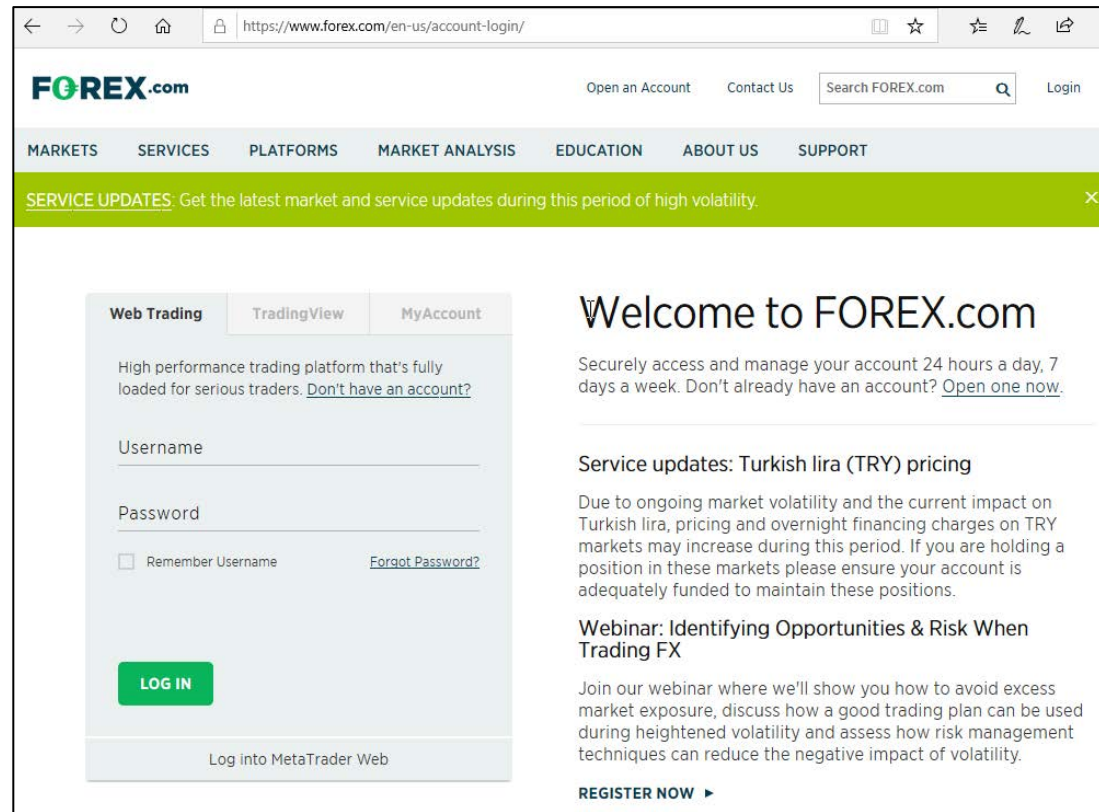 https://www.forex.com/en-us/account-login/
FOREX.com
Open an Account Contact Us Search FOREX.com Login
MARKETS SERVICES PLATFORMS MARKET ANALYSIS EDUCATION ABOUT US SUPPORT
SERVICE UPDATES: Get the latest market and service updates during this period of high volatility.
Web Trading TradingView MyAccount
High performance trading platform that's fully
loaded for serious traders. Don't have an account?
Username
Password
Remember Username Forgot Password?
LOG IN
Log into MetaTrader Web
Welcome to FOREX.com
Securely access and manage your account 24 hours a day, 7
days a week. Don't already have an account? Open one now.
Service updates: Turkish lira (TRY) pricing
Due to ongoing market volatility and the current impact on
Turkish lira, pricing and overnight financing charges on TRY
markets may increase during this period. If you are holding a
position in these markets please ensure your account is
adequately funded to maintain these positions.
Webinar: Identifying Opportunities & Risk When
Trading FX
Join our webinar where we'll show you how to avoid excess
market exposure, discuss how a good trading plan can be used
during heightened volatility and assess how risk management
techniques can reduce the negative impact of volatility.
REGISTER NOW